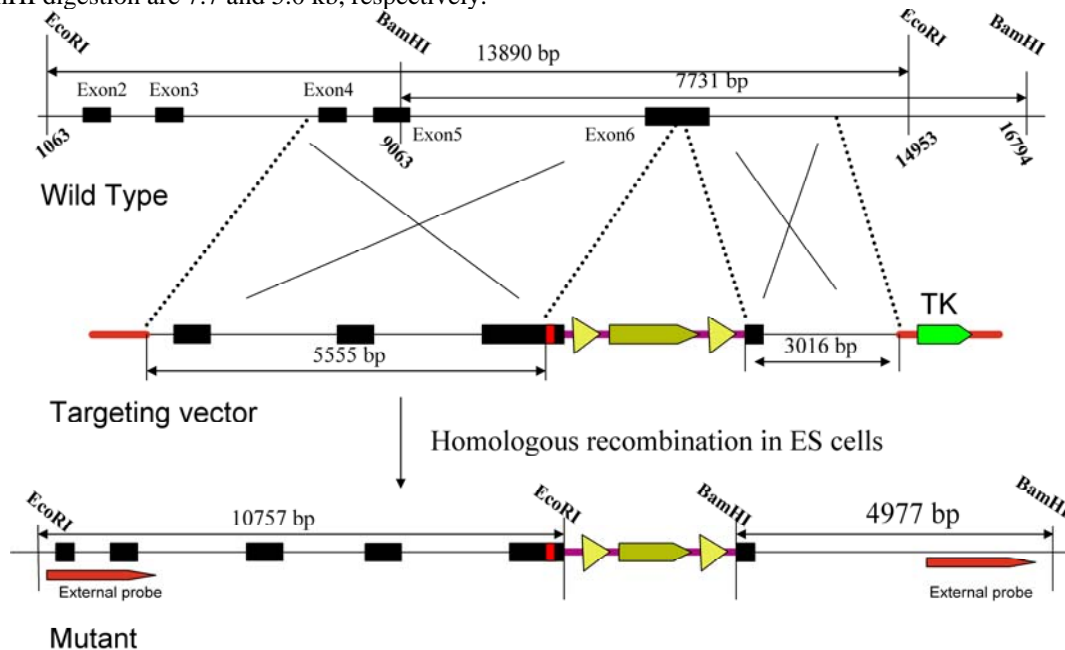 mHI digestion are 7.7 and 5.0 kb, respectively.
EcoRI
BamHI
EcoRI
BamHI
13890 bp
7731 bp
Exon2
Exon3
Exon4
Exon5
Exon6
1063
9063
14953
16794
Wild Type
TK
5555 bp
3016 bp
Targeting vector
Homologous recombination in ES cells
EcoRI
EcoRI
BamHI
BamHI
10757 bp
4977 bp
External probe
External probe
Mutant